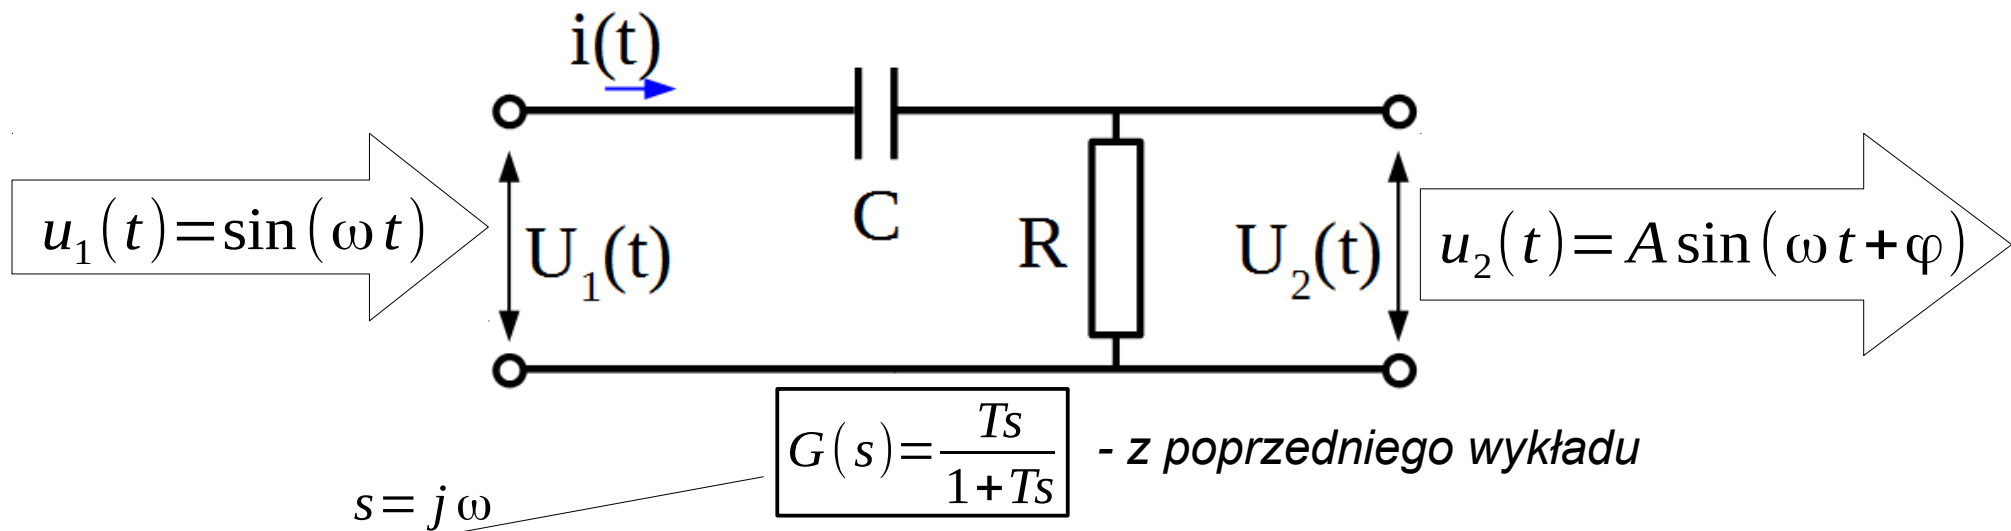 i(t)
u₁(t)=sin(ωt)
U₁(t)
C
R
U₂(t)
u₂(t)=A sin(ωt+φ)
G(s)=Ts/(1+Ts)
- z poprzedniego wykładu
s=jω